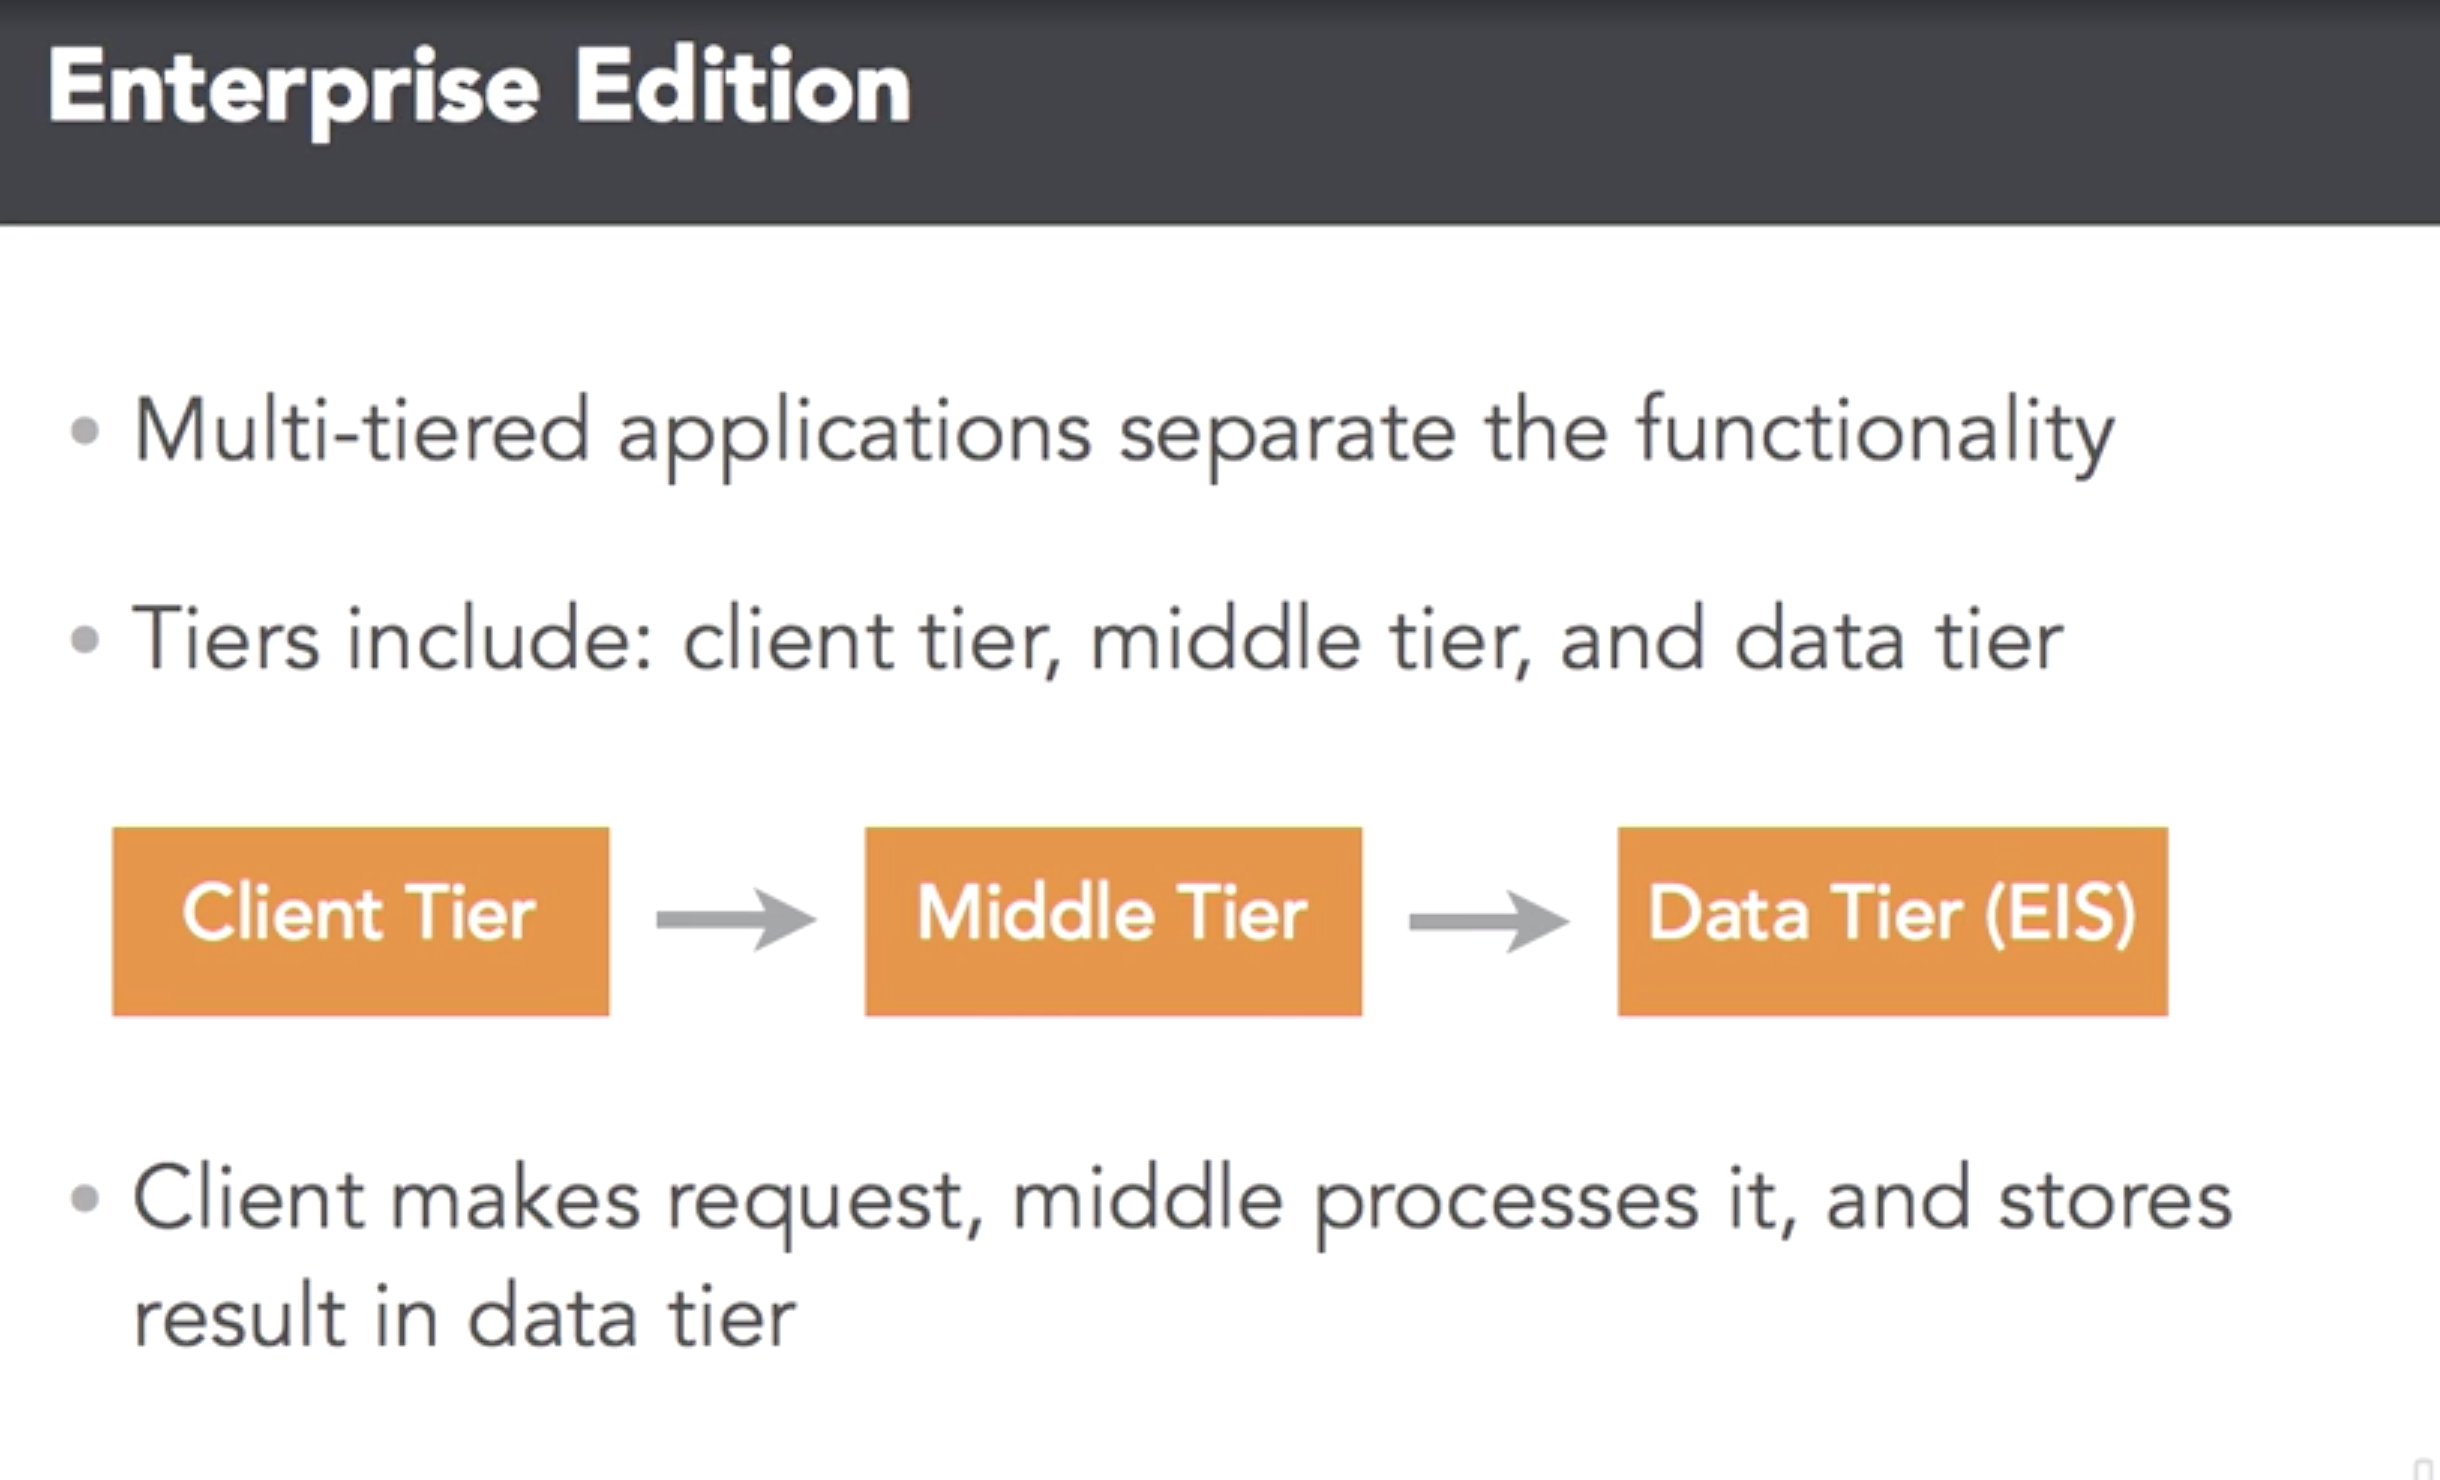 Enterprise Edition
Multi-tiered applications separate the functionality
Tiers include: client tier, middle tier, and data tier
Client Tier
Middle Tier
Data Tier (EIS)
Client makes request, middle processes it, and stores
result in data tier